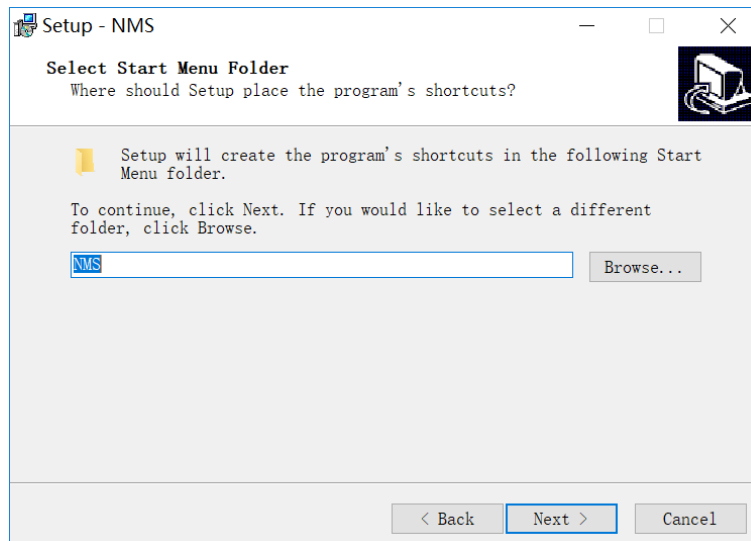 Setup - NMS
Select Start Menu Folder
Where should Setup place the program's shortcuts?
Setup will create the program's shortcuts in the following Start
Menu folder.
To continue, click Next. If you would like to select a different
folder, click Browse.
NMS
Browse...
< Back
Next >
Cancel